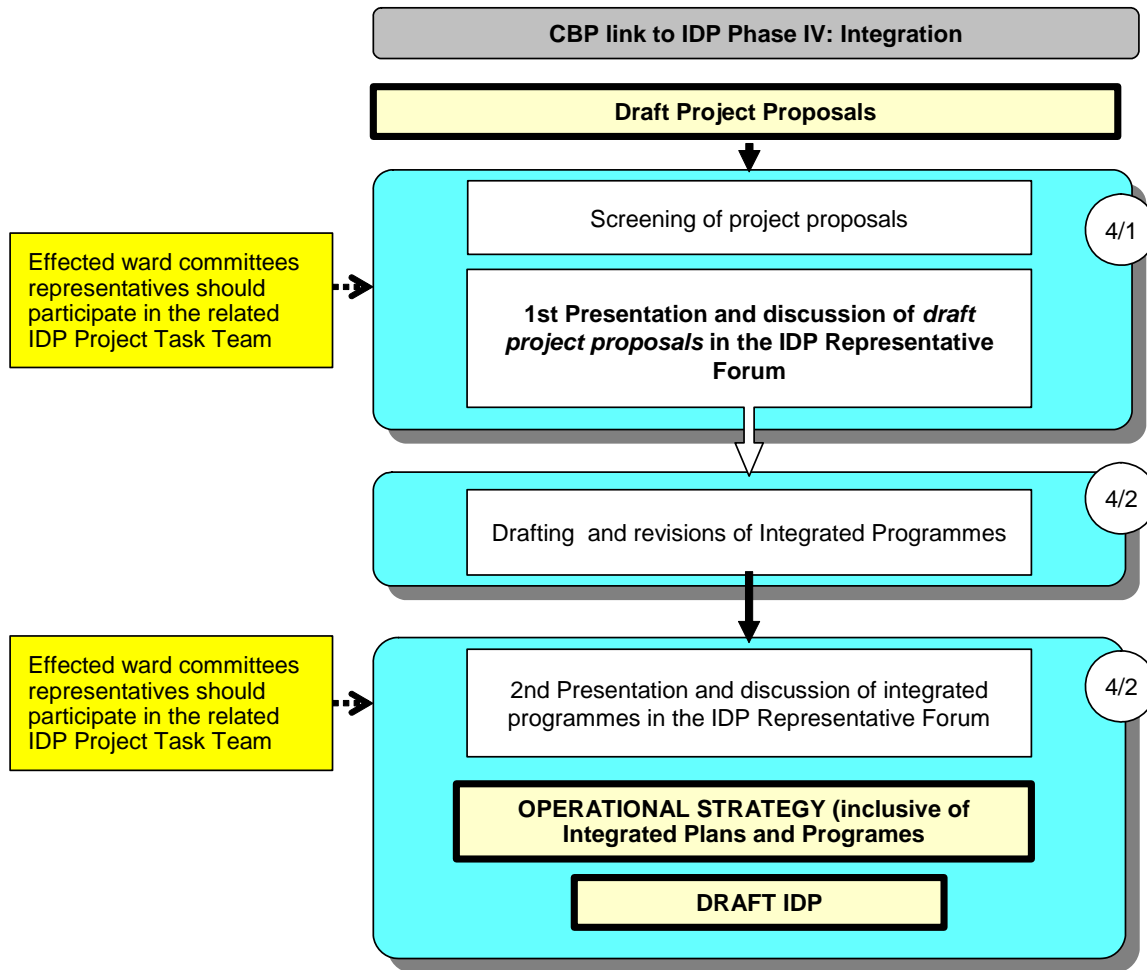 CBP link to IDP Phase IV: Integration
Draft Project Proposals
Screening of project proposals
4/1
Effected ward committees
representatives should
participate in the related
IDP Project Task Team
1st Presentation and discussion of draft
project proposals in the IDP Representative
Forum
4/2
Drafting and revisions of Integrated Programmes
Effected ward committees
representatives should
participate in the related
IDP Project Task Team
2nd Presentation and discussion of integrated
programmes in the IDP Representative Forum
4/2
OPERATIONAL STRATEGY (inclusive of
Integrated Plans and Programes
DRAFT IDP